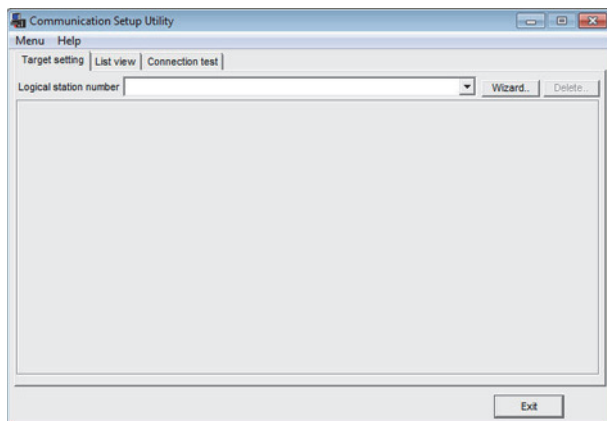 Communication Setup Utility
Menu Help
Target setting List view Connection test
Logical station number Wizard.. Delete..
Exit